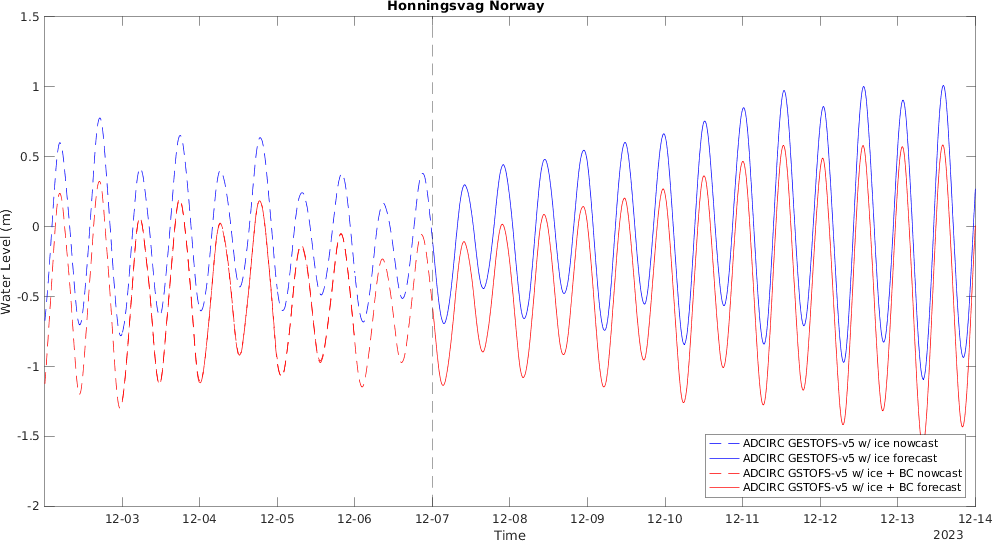 Honningsvag Norway
Water Level (m)
1.5
1
0.5
0
-0.5
-1
-1.5
-2
ADCIRC GESTOFS-v5 w/ ice nowcast
ADCIRC GESTOFS-v5 w/ ice forecast
ADCIRC GSTOFS-v5 w/ ice + BC nowcast
ADCIRC GSTOFS-v5 w/ ice + BC forecast
12-03 12-04 12-05 12-06 12-07 12-08 12-09 12-10 12-11 12-12 12-13 12-14
Time
2023